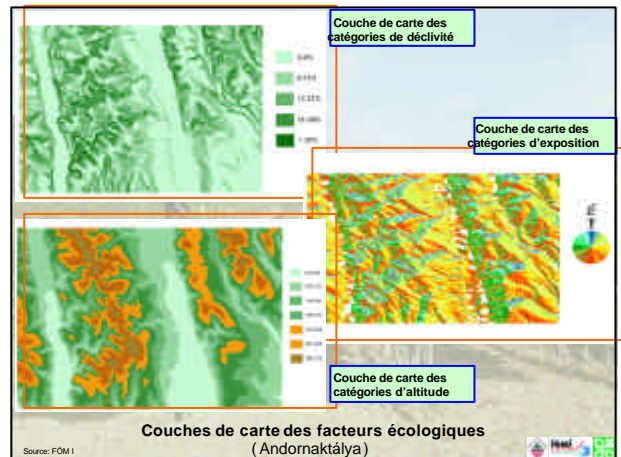 Couche de carte des
catégories de déclivité
Couche de carte des
catégories d'exposition
Couche de carte des
catégories d'altitude
Couches de carte des facteurs écologiques
(Andornaktálya)
Source: FÖM I